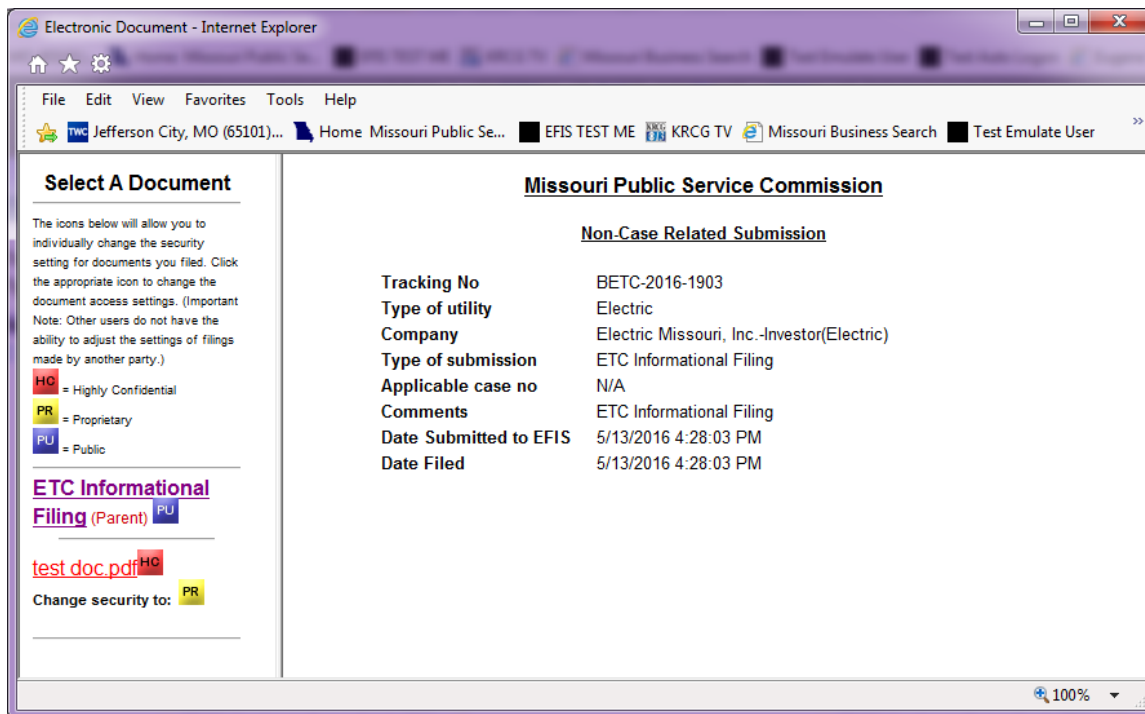 Electronic Document - Internet Explorer
File Edit View Favorites Tools Help
TWC Jefferson City, MO (65101)... Home Missouri Public Se... EFIS TEST ME KRCG TV Missouri Business Search Test Emulate User »
Select A Document
The icons below will allow you to
individually change the security
setting for documents you filed. Click
the appropriate icon to change the
document access settings. (Important
Note: Other users do not have the
ability to adjust the settings of filings
made by another party.)
HC = Highly Confidential
PR = Proprietary
PU = Public
ETC Informational
Filing (Parent) PU
test doc.pdf HC
Change security to: PR
Missouri Public Service Commission
Non-Case Related Submission
Tracking No BETC-2016-1903
Type of utility Electric
Company Electric Missouri, Inc.-Investor(Electric)
Type of submission ETC Informational Filing
Applicable case no N/A
Comments ETC Informational Filing
Date Submitted to EFIS 5/13/2016 4:28:03 PM
Date Filed 5/13/2016 4:28:03 PM
100%